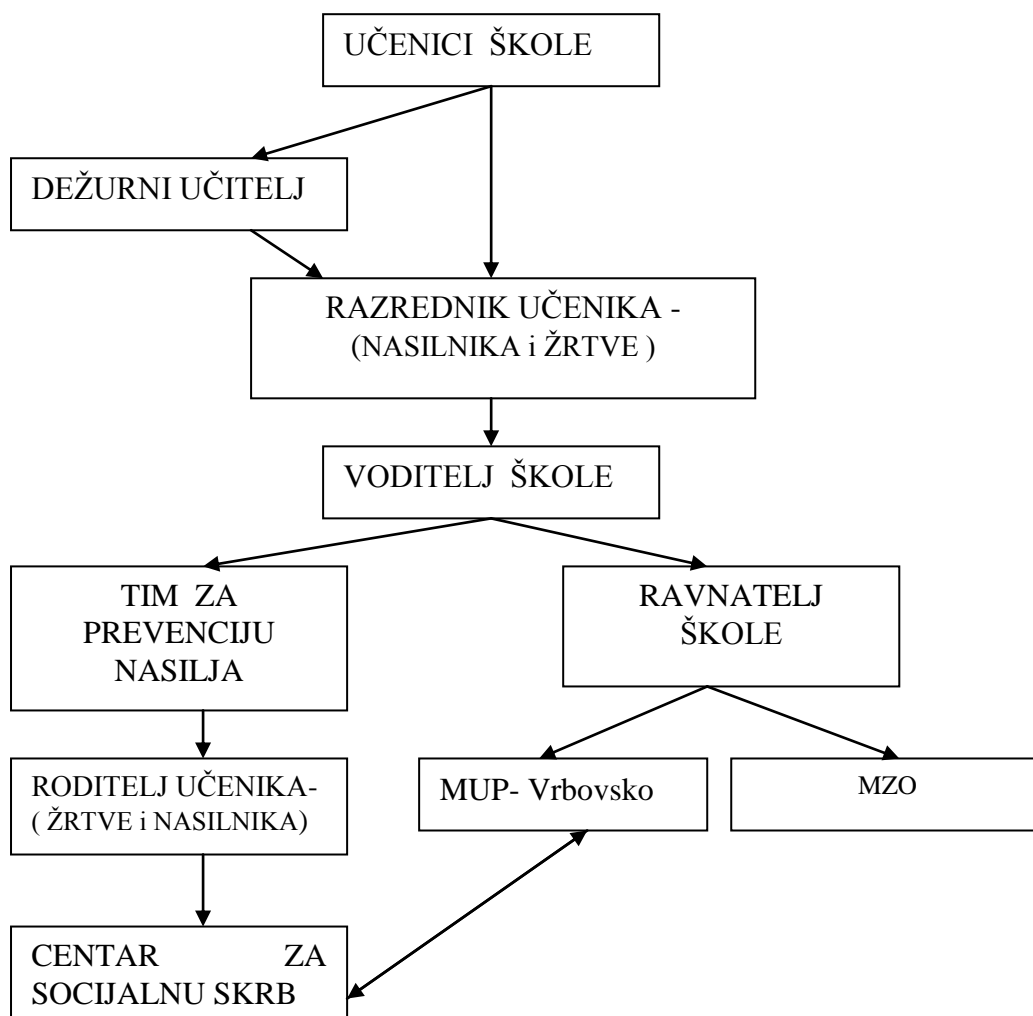 UČENICI ŠKOLE
DEŽURNI UČITELJ
RAZREDNIK UČENIKA -
(NASILNIKA i ŽRTVE )
VODITELJ ŠKOLE
TIM ZA
PREVENCIJU
NASILJA
RAVNATELJ
ŠKOLE
RODITELJ UČENIKA-
( ŽRTVE i NASILNIKA)
MUP- Vrbovsko
MZO
CENTAR ZA
SOCIJALNU SKRB